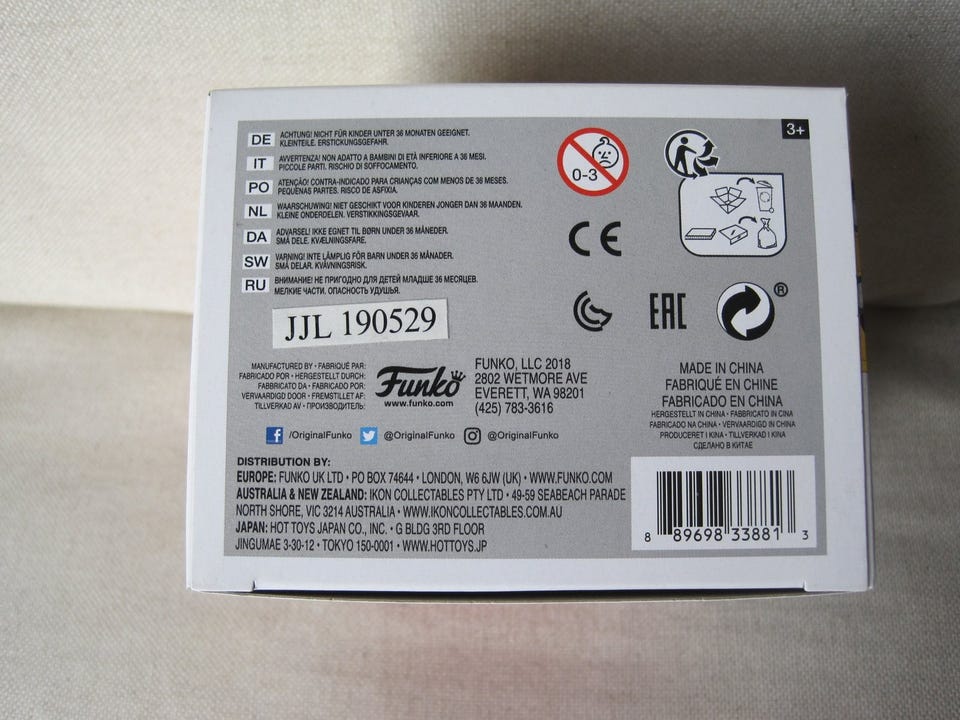 3+
DE ACHTUNG! NICHT FÜR KINDER UNTER 36 MONATEN GEEIGNET.
KLEINTEILE. ERSTICKUNGSGEFAHR.
IT AVVERTENZA! NON ADATTO A BAMBINI DI ETÀ INFERIORE A 36 MESI.
PICCOLE PARTI. RISCHIO DI SOFFOCAMENTO.
PO ATENÇÃO! CONTRA-INDICADO PARA CRIANÇAS COM MENOS DE 36 MESES.
PEQUENAS PARTES. RISCO DE ASFIXIA.
NL WAARSCHUWING! NIET GESCHIKT VOOR KINDEREN JONGER DAN 36 MAANDEN.
KLEINE ONDERDELEN. VERSTIKKINGSGEVAAR.
DA ADVARSEL! IKKE EGNET TIL BØRN UNDER 36 MÅNEDER.
SMÅ DELE. KVÆLNINGSFARE.
SW VARNING! INTE LÄMPLIG FÖR BARN UNDER 36 MÅNADER.
SMÅ DELAR. KVÄVNINGSRISK.
RU ВНИМАНИЕ! НЕ ПРИГОДНО ДЛЯ ДЕТЕЙ МЛАДШЕ 36 МЕСЯЦЕВ.
МЕЛКИЕ ЧАСТИ. ОПАСНОСТЬ УДУШЬЯ.
0-3
CE
EAC
®
JJL 190529
MANUFACTURED BY • FABRIQUÉ PAR:
FABRICADO POR • HERGESTELLT DURCH:
FABBRICATO DA • FABRICADO POR:
VERVAARDIGD DOOR • FREMSTILLET AF:
TILLVERKAD AV • ПРОИЗВОДИТЕЛЬ:
Funko
www.funko.com
FUNKO, LLC 2018
2802 WETMORE AVE
EVERETT, WA 98201
(425) 783-3616
MADE IN CHINA
FABRIQUÉ EN CHINE
FABRICADO EN CHINA
HERGESTELLT IN CHINA • FABBRICATO IN CINA
FABRICADO NA CHINA • VERVAARDIGD IN CHINA
PRODUCERET I KINA • TILLVERKAD I KINA
СДЕЛАНО В КИТАЕ
/OriginalFunko @OriginalFunko @OriginalFunko
DISTRIBUTION BY:
EUROPE: FUNKO UK LTD • PO BOX 74644 • LONDON, W6 6JW (UK) • WWW.FUNKO.COM
AUSTRALIA & NEW ZEALAND: IKON COLLECTABLES PTY LTD • 49-59 SEABEACH PARADE
NORTH SHORE, VIC 3214 AUSTRALIA • WWW.IKONCOLLECTABLES.COM.AU
JAPAN: HOT TOYS JAPAN CO., INC. • G BLDG 3RD FLOOR
JINGUMAE 3-30-12 • TOKYO 150-0001 • WWW.HOTTOYS.JP
8 89698 33881 3